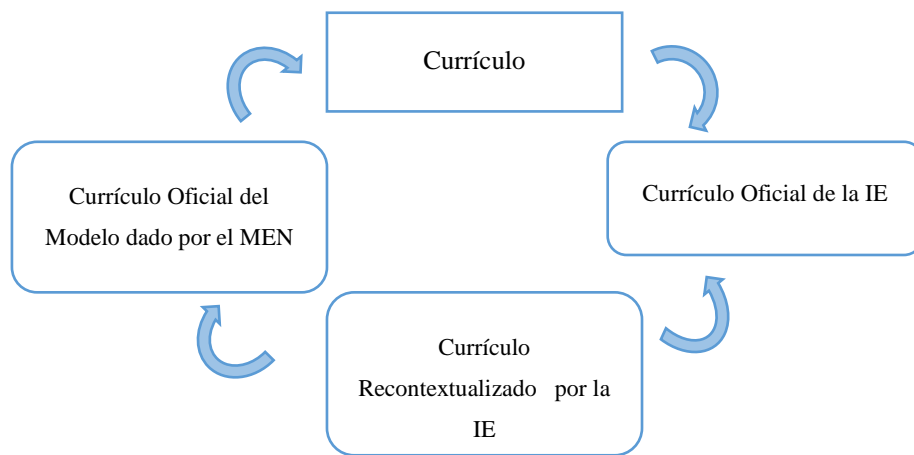 Currículo
Currículo Oficial del
Modelo dado por el MEN
Currículo Oficial de la IE
Currículo
Recontextualizado por la
IE